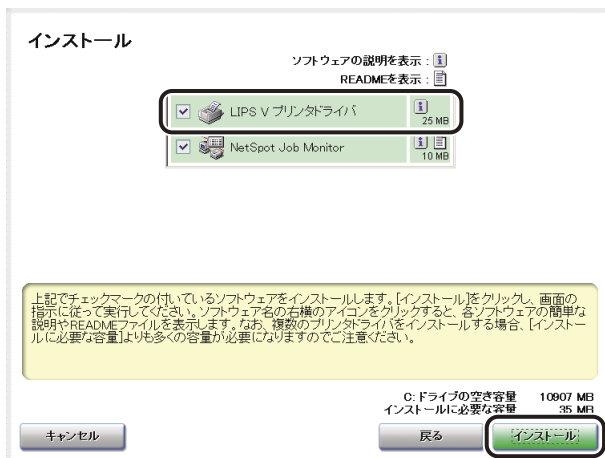 インストール
ソフトウェアの説明を表示 :
READMEを表示 :
LIPS V プリンタドライバ
25 MB
NetSpot Job Monitor
10 MB
上記でチェックマークの付いているソフトウェアをインストールします。[インストール]をクリックし、画面の
指示に従って実行してください。ソフトウェア名の右横のアイコンをクリックすると、各ソフトウェアの簡単な
説明やREADMEファイルを表示します。なお、複数のプリンタドライバをインストールする場合、[インストー
ルに必要な容量]よりも多くの容量が必要になりますのでご注意ください。
C:ドライブの空き容量 10907 MB
インストールに必要な容量 35 MB
キャンセル 戻る インストール